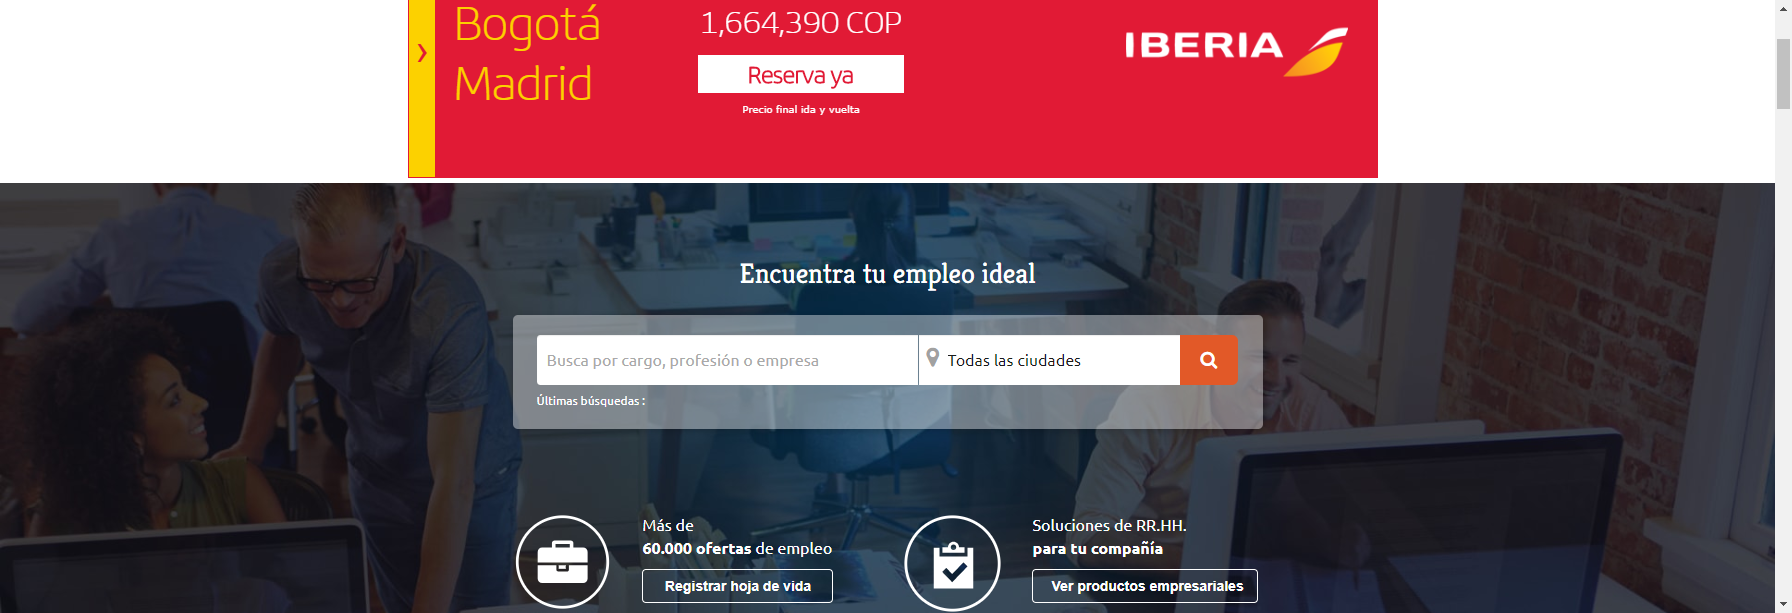 Bogotá
Madrid
1,664,390 COP
Reserva ya
Precio final ida y vuelta
IBERIA
Encuentra tu empleo ideal
Busca por cargo, profesión o empresa
Todas las ciudades
Últimas búsquedas :
Más de
60.000 ofertas de empleo
Registrar hoja de vida
Soluciones de RR.HH.
para tu compañía
Ver productos empresariales